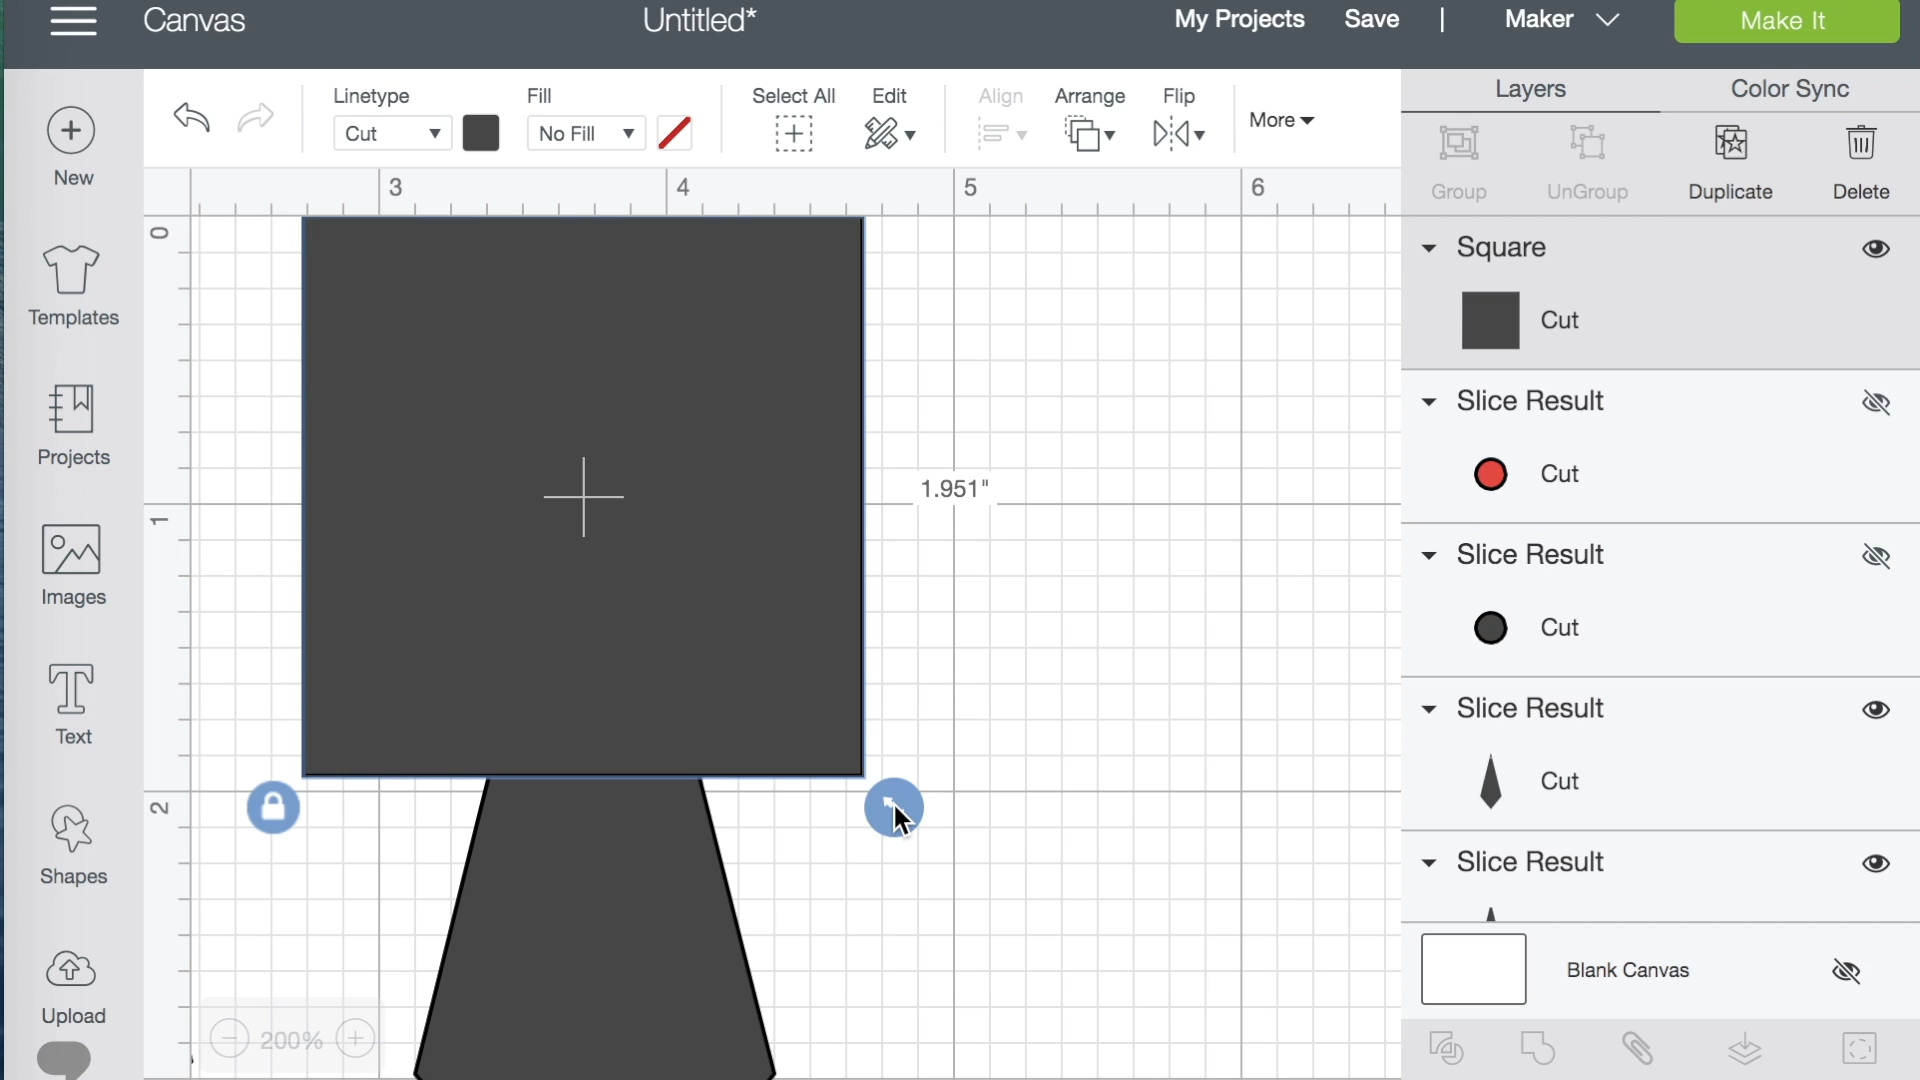 Canvas
Untitled*
My Projects
Save
|
Maker
Make It
New
Templates
Projects
Images
Text
Shapes
Upload
Linetype
Cut
Fill
No Fill
Select All
Edit
Align
Arrange
Flip
More
3
4
5
6
0
1
2
1.951"
200%
Layers
Color Sync
Group
UnGroup
Duplicate
Delete
Square
Cut
Slice Result
Cut
Slice Result
Cut
Slice Result
Cut
Slice Result
Blank Canvas